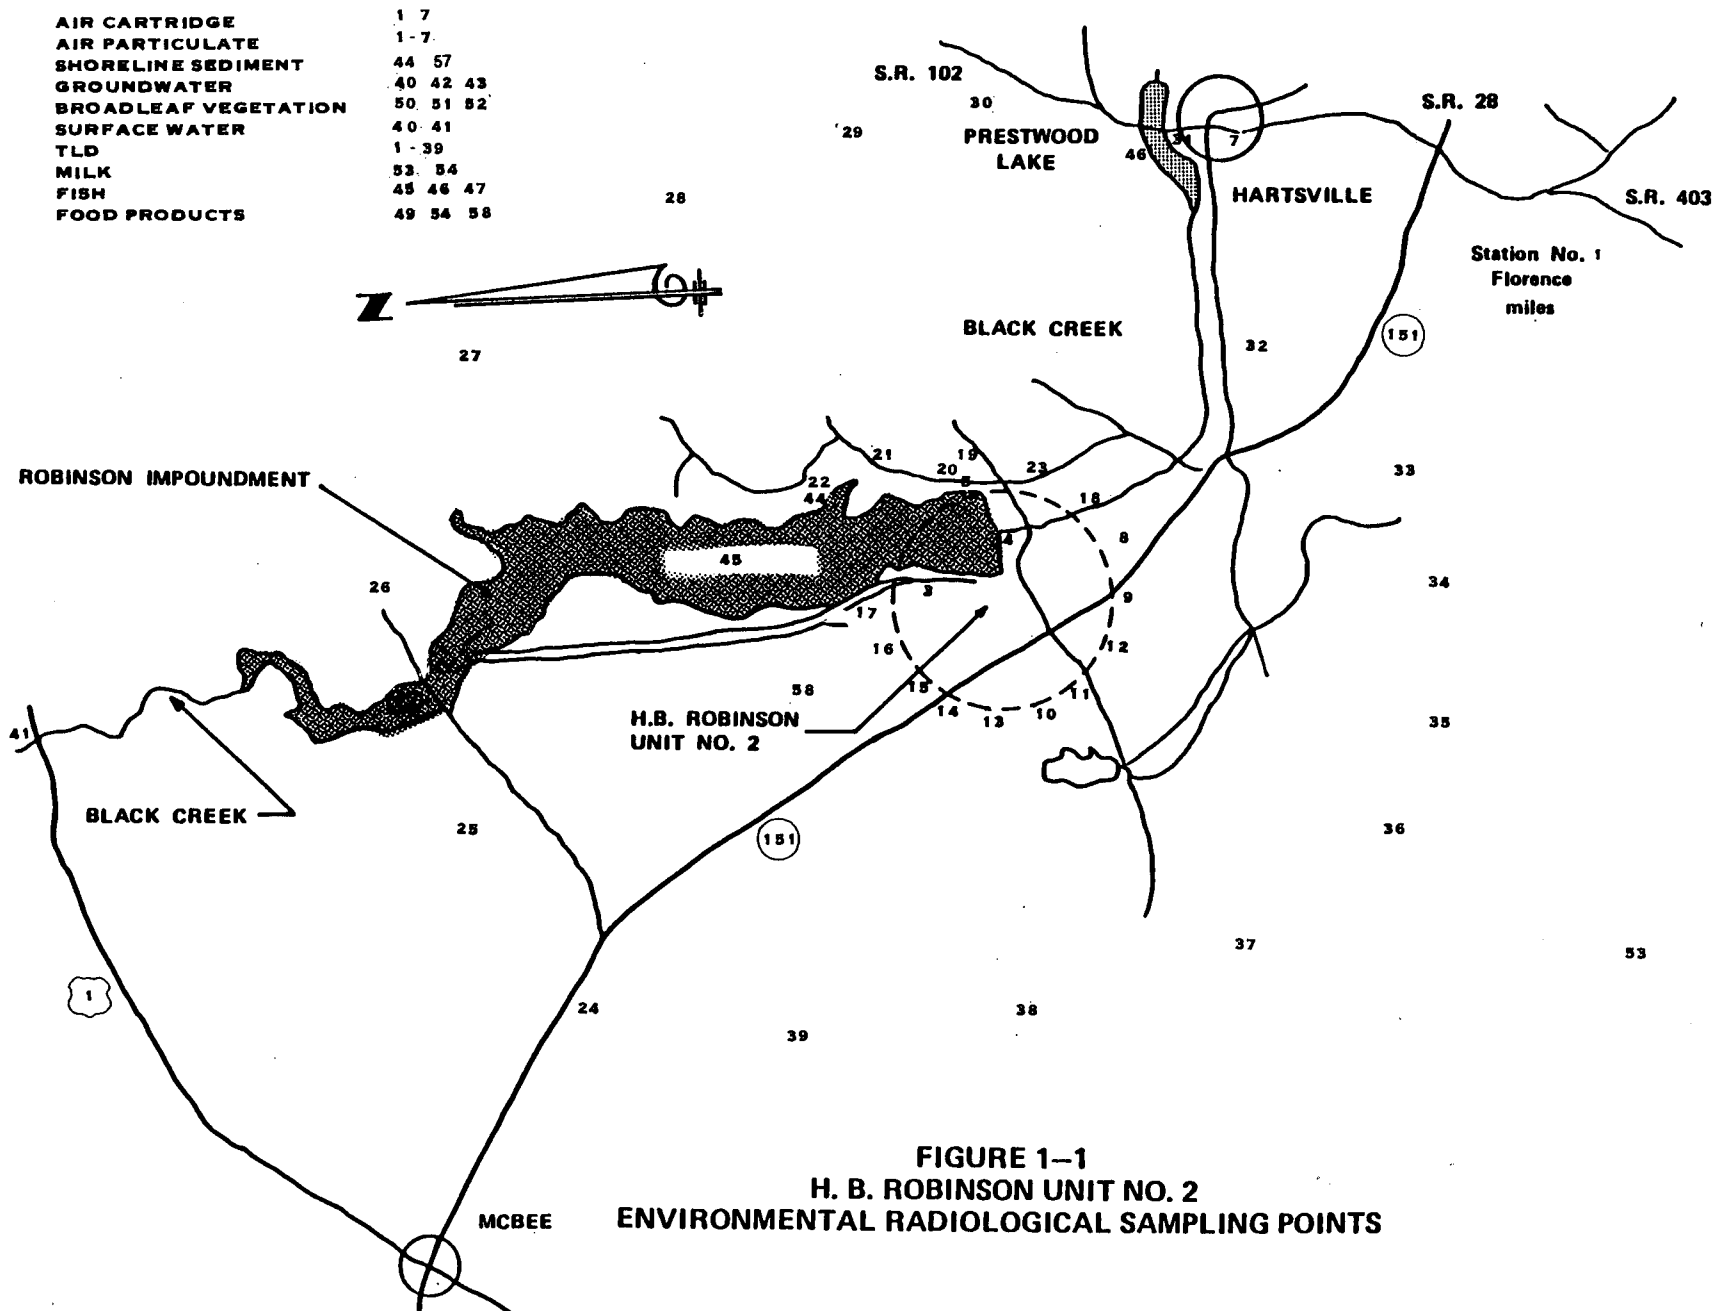 AIR CARTRIDGE 1 7
AIR PARTICULATE 1-7
SHORELINE SEDIMENT 44 57
GROUNDWATER 40 42 43
BROADLEAF VEGETATION 50 51 52
SURFACE WATER 40 41
TLD 1-39
MILK 53 54
FISH 45 46 47
FOOD PRODUCTS 49 54 58
S.R. 102
30
29
28
PRESTWOOD
LAKE
46
31
7
HARTSVILLE
S.R. 28
S.R. 403
Station No. 1
Florence
miles
N
27
BLACK CREEK
32
151
ROBINSON IMPOUNDMENT
21
20
19
23
5
22
44
18
33
4
8
45
26
3
17
9
34
16
12
15
58
11
14
13
10
H.B. ROBINSON
UNIT NO. 2
35
41
BLACK CREEK
25
151
36
37
53
1
24
38
39
MCBEE
FIGURE 1–1
H. B. ROBINSON UNIT NO. 2
ENVIRONMENTAL RADIOLOGICAL SAMPLING POINTS